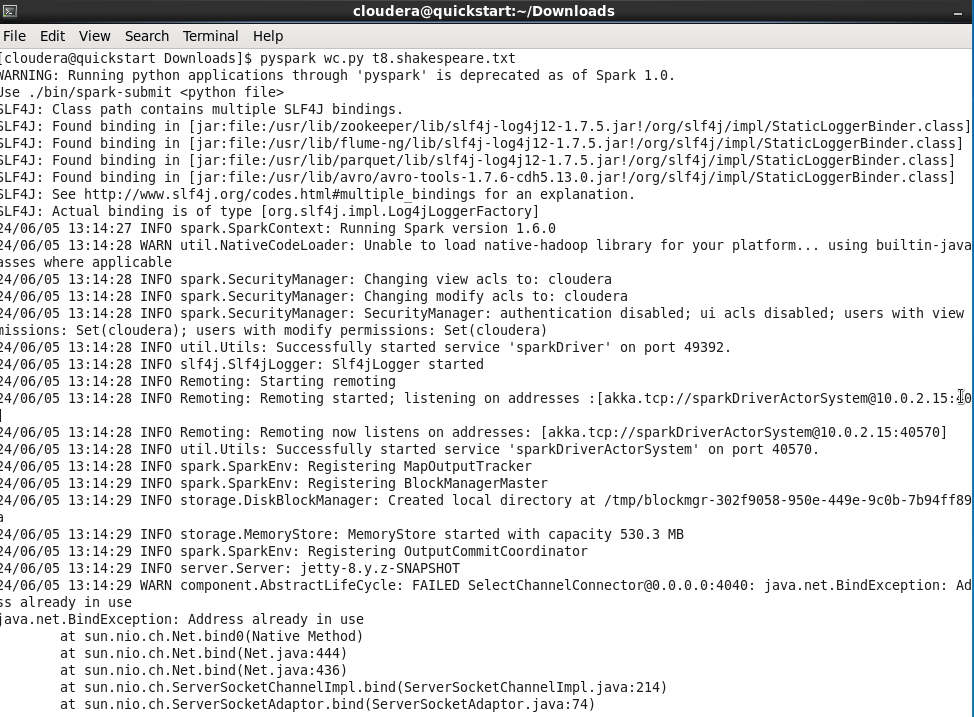 cloudera@quickstart:~/Downloads
File Edit View Search Terminal Help
[cloudera@quickstart Downloads]$ pyspark wc.py t8.shakespeare.txt
WARNING: Running python applications through 'pyspark' is deprecated as of Spark 1.0.
Use ./bin/spark-submit <python file>
SLF4J: Class path contains multiple SLF4J bindings.
SLF4J: Found binding in [jar:file:/usr/lib/zookeeper/lib/slf4j-log4j12-1.7.5.jar!/org/slf4j/impl/StaticLoggerBinder.class]
SLF4J: Found binding in [jar:file:/usr/lib/flume-ng/lib/slf4j-log4j12-1.7.5.jar!/org/slf4j/impl/StaticLoggerBinder.class]
SLF4J: Found binding in [jar:file:/usr/lib/parquet/lib/slf4j-log4j12-1.7.5.jar!/org/slf4j/impl/StaticLoggerBinder.class]
SLF4J: Found binding in [jar:file:/usr/lib/avro/avro-tools-1.7.6-cdh5.13.0.jar!/org/slf4j/impl/StaticLoggerBinder.class]
SLF4J: See http://www.slf4j.org/codes.html#multiple_bindings for an explanation.
SLF4J: Actual binding is of type [org.slf4j.impl.Log4jLoggerFactory]
24/06/05 13:14:27 INFO spark.SparkContext: Running Spark version 1.6.0
24/06/05 13:14:28 WARN util.NativeCodeLoader: Unable to load native-hadoop library for your platform... using builtin-java
asses where applicable
24/06/05 13:14:28 INFO spark.SecurityManager: Changing view acls to: cloudera
24/06/05 13:14:28 INFO spark.SecurityManager: Changing modify acls to: cloudera
24/06/05 13:14:28 INFO spark.SecurityManager: SecurityManager: authentication disabled; ui acls disabled; users with view
missions: Set(cloudera); users with modify permissions: Set(cloudera)
24/06/05 13:14:28 INFO util.Utils: Successfully started service 'sparkDriver' on port 49392.
24/06/05 13:14:28 INFO slf4j.Slf4jLogger: Slf4jLogger started
24/06/05 13:14:28 INFO Remoting: Starting remoting
24/06/05 13:14:28 INFO Remoting: Remoting started; listening on addresses :[akka.tcp://sparkDriverActorSystem@10.0.2.15:40
]
24/06/05 13:14:28 INFO Remoting: Remoting now listens on addresses: [akka.tcp://sparkDriverActorSystem@10.0.2.15:40570]
24/06/05 13:14:28 INFO util.Utils: Successfully started service 'sparkDriverActorSystem' on port 40570.
24/06/05 13:14:28 INFO spark.SparkEnv: Registering MapOutputTracker
24/06/05 13:14:29 INFO spark.SparkEnv: Registering BlockManagerMaster
24/06/05 13:14:29 INFO storage.DiskBlockManager: Created local directory at /tmp/blockmgr-302f9058-950e-449e-9c0b-7b94ff89
a
24/06/05 13:14:29 INFO storage.MemoryStore: MemoryStore started with capacity 530.3 MB
24/06/05 13:14:29 INFO spark.SparkEnv: Registering OutputCommitCoordinator
24/06/05 13:14:29 INFO server.Server: jetty-8.y.z-SNAPSHOT
24/06/05 13:14:29 WARN component.AbstractLifeCycle: FAILED SelectChannelConnector@0.0.0.0:4040: java.net.BindException: Ad
ss already in use
java.net.BindException: Address already in use
at sun.nio.ch.Net.bind0(Native Method)
at sun.nio.ch.Net.bind(Net.java:444)
at sun.nio.ch.Net.bind(Net.java:436)
at sun.nio.ch.ServerSocketChannelImpl.bind(ServerSocketChannelImpl.java:214)
at sun.nio.ch.ServerSocketAdaptor.bind(ServerSocketAdaptor.java:74)